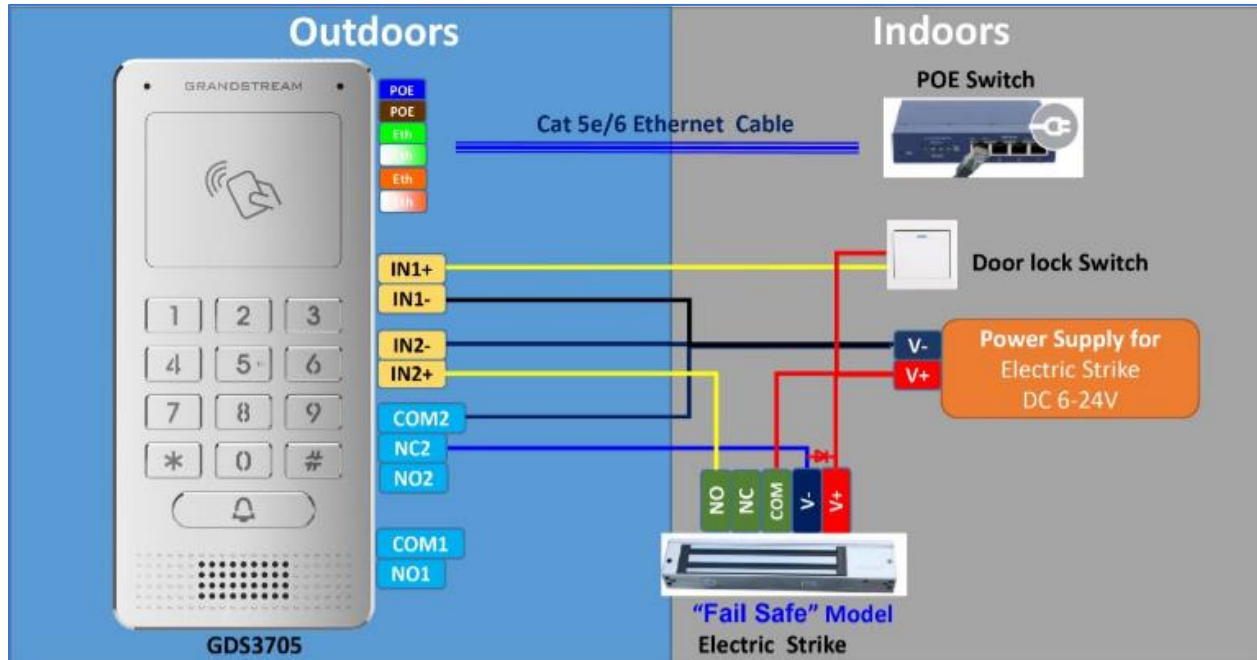 Outdoors
Indoors
GRANDSTREAM
POE
POE
Eth
Eth
Eth
POE Switch
Cat 5e/6 Ethernet Cable
IN1+
IN1-
IN2-
IN2+
COM2
NC2
NO2
COM1
NO1
Door lock Switch
V-
V+
Power Supply for
Electric Strike
DC 6-24V
1 2 3
4 5 6
7 8 9
* 0 #
NO
NC
COM
V-
V+
"Fail Safe" Model
Electric Strike
GDS3705